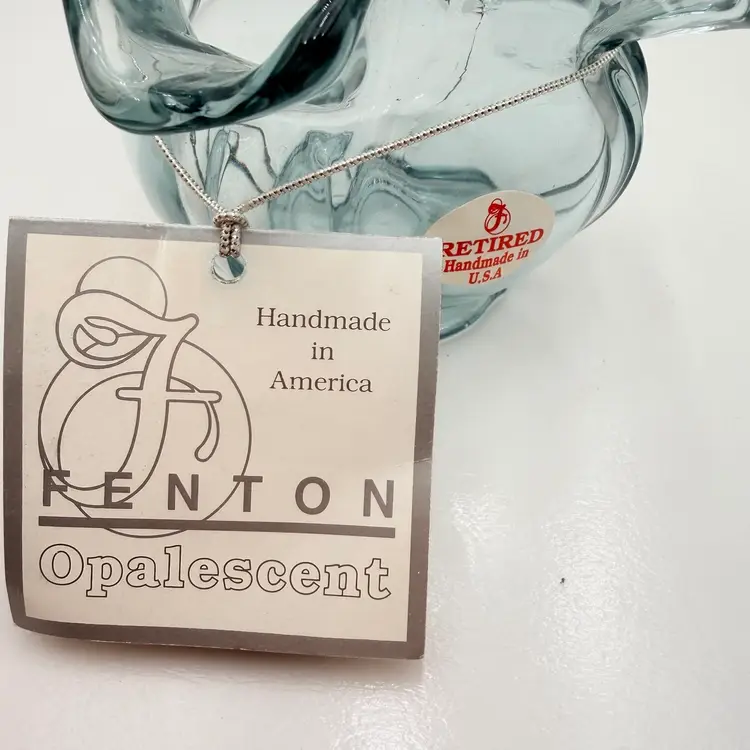 RETIRED
Handmade in
U.S.A
Handmade
in
America
FENTON
Opalescent